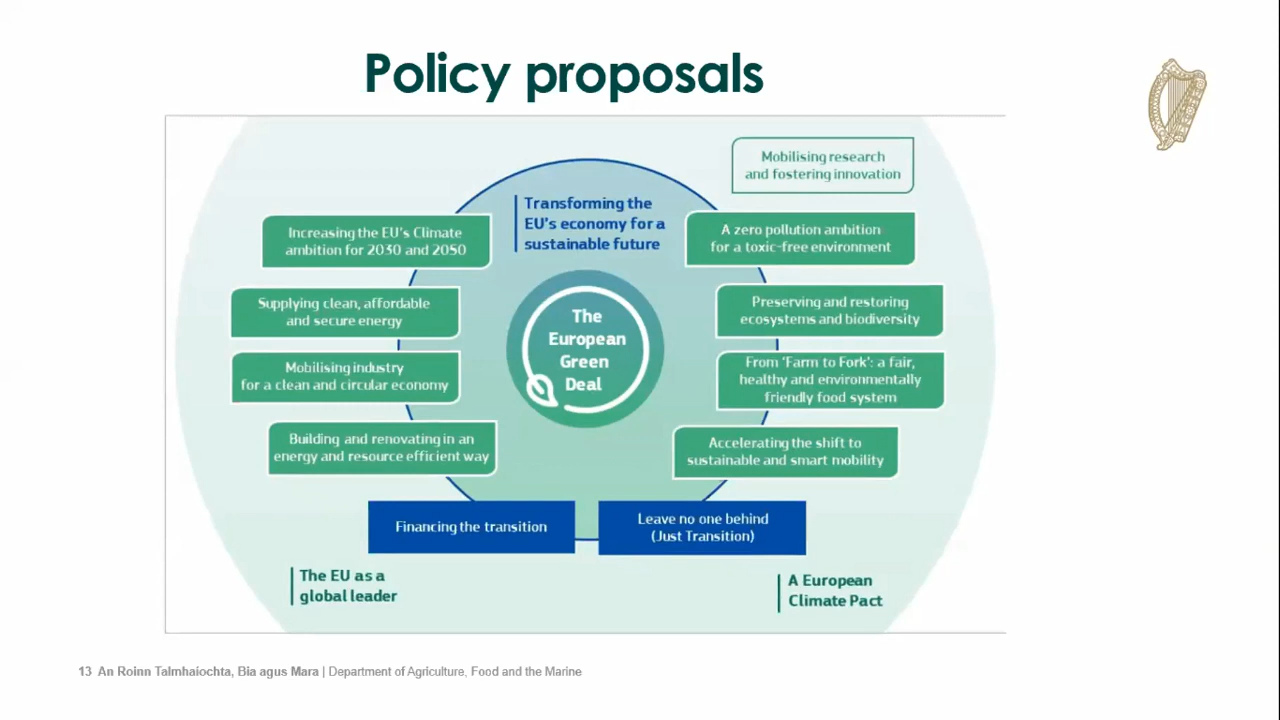 Policy proposals
Mobilising research
and fostering innovation
Transforming the
EU's economy for a
sustainable future
Increasing the EU's Climate
ambition for 2030 and 2050
A zero pollution ambition
for a toxic-free environment
Supplying clean, affordable
and secure energy
Preserving and restoring
ecosystems and biodiversity
The
European
Green
Deal
Mobilising industry
for a clean and circular economy
From 'Farm to Fork': a fair,
healthy and environmentally
friendly food system
Building and renovating in an
energy and resource efficient way
Accelerating the shift to
sustainable and smart mobility
Financing the transition
Leave no one behind
(Just Transition)
The EU as a
global leader
A European
Climate Pact
13 An Roinn Talmhaíochta, Bia agus Mara | Department of Agriculture, Food and the Marine